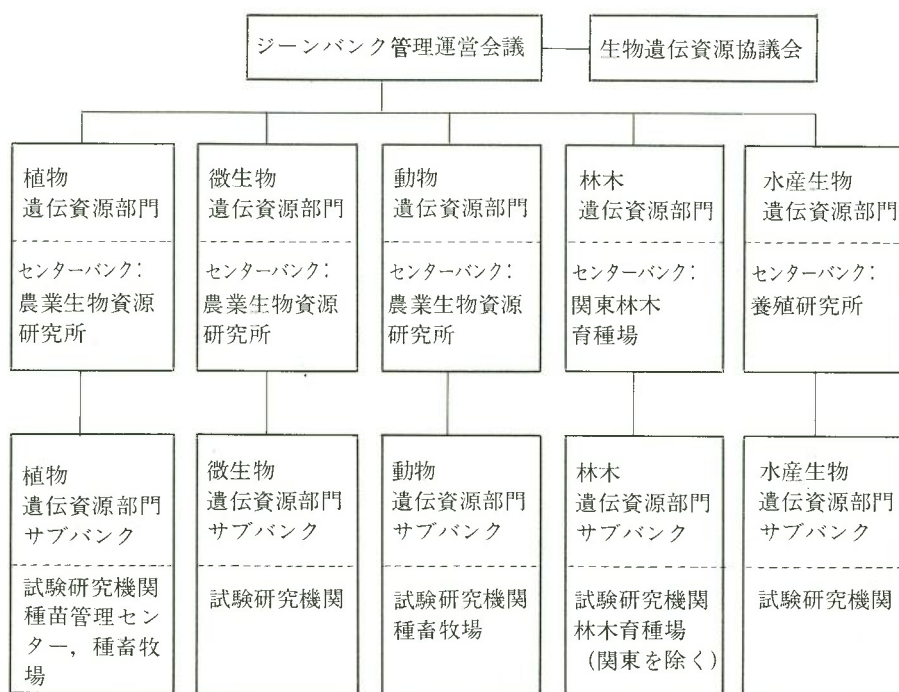 ジーンバンク管理運営会議
生物遺伝資源協議会
植物
遺伝資源部門
センターバンク：
農業生物資源
研究所
微生物
遺伝資源部門
センターバンク：
農業生物資源
研究所
動物
遺伝資源部門
センターバンク：
農業生物資源
研究所
林木
遺伝資源部門
センターバンク：
関東林木
育種場
水産生物
遺伝資源部門
センターバンク：
養殖研究所
植物
遺伝資源部門
サブバンク
試験研究機関
種苗管理セン
ター，種畜牧
場
微生物
遺伝資源部門
サブバンク
試験研究機関
動物
遺伝資源部門
サブバンク
試験研究機関
種畜牧場
林木
遺伝資源部門
サブバンク
試験研究機関
林木育種場
（関東を除く）
水産生物
遺伝資源部門
サブバンク
試験研究機関